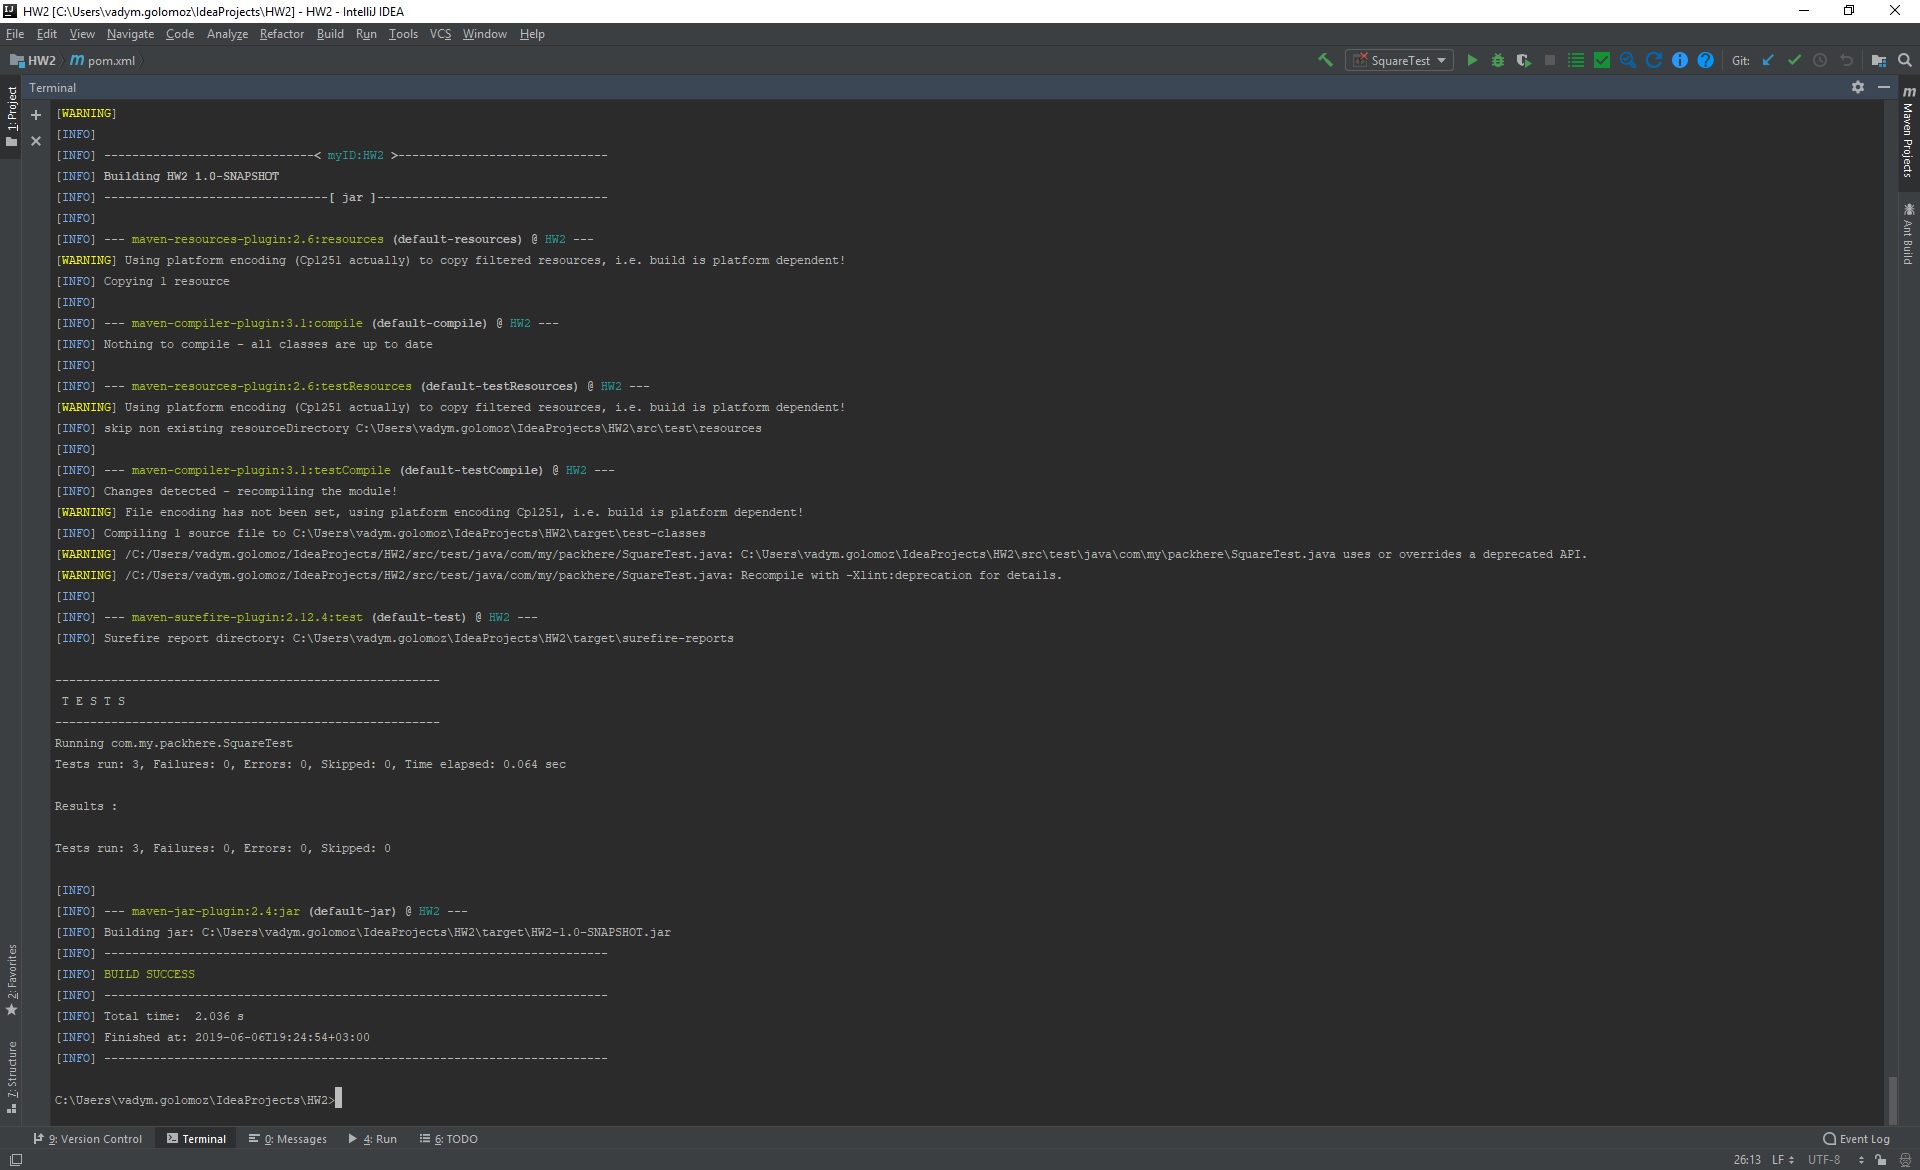 HW2 [C:\Users\vadym.golomoz\IdeaProjects\HW2] - HW2 - IntelliJ IDEA
File Edit View Navigate Code Analyze Refactor Build Run Tools VCS Window Help
HW2 pom.xml SquareTest Git:
Terminal
1: Project
Maven Projects
Ant Build
2: Favorites
7: Structure
[WARNING]
[INFO]
[INFO] ------------------------------< myID:HW2 >------------------------------
[INFO] Building HW2 1.0-SNAPSHOT
[INFO] --------------------------------[ jar ]---------------------------------
[INFO]
[INFO] --- maven-resources-plugin:2.6:resources (default-resources) @ HW2 ---
[WARNING] Using platform encoding (Cp1251 actually) to copy filtered resources, i.e. build is platform dependent!
[INFO] Copying 1 resource
[INFO]
[INFO] --- maven-compiler-plugin:3.1:compile (default-compile) @ HW2 ---
[INFO] Nothing to compile - all classes are up to date
[INFO]
[INFO] --- maven-resources-plugin:2.6:testResources (default-testResources) @ HW2 ---
[WARNING] Using platform encoding (Cp1251 actually) to copy filtered resources, i.e. build is platform dependent!
[INFO] skip non existing resourceDirectory C:\Users\vadym.golomoz\IdeaProjects\HW2\src\test\resources
[INFO]
[INFO] --- maven-compiler-plugin:3.1:testCompile (default-testCompile) @ HW2 ---
[INFO] Changes detected - recompiling the module!
[WARNING] File encoding has not been set, using platform encoding Cp1251, i.e. build is platform dependent!
[INFO] Compiling 1 source file to C:\Users\vadym.golomoz\IdeaProjects\HW2\target\test-classes
[WARNING] /C:/Users/vadym.golomoz/IdeaProjects/HW2/src/test/java/com/my/packhere/SquareTest.java: C:\Users\vadym.golomoz\IdeaProjects\HW2\src\test\java\com\my\packhere\SquareTest.java uses or overrides a deprecated API.
[WARNING] /C:/Users/vadym.golomoz/IdeaProjects/HW2/src/test/java/com/my/packhere/SquareTest.java: Recompile with -Xlint:deprecation for details.
[INFO]
[INFO] --- maven-surefire-plugin:2.12.4:test (default-test) @ HW2 ---
[INFO] Surefire report directory: C:\Users\vadym.golomoz\IdeaProjects\HW2\target\surefire-reports
-------------------------------------------------------
T E S T S
-------------------------------------------------------
Running com.my.packhere.SquareTest
Tests run: 3, Failures: 0, Errors: 0, Skipped: 0, Time elapsed: 0.064 sec
Results :
Tests run: 3, Failures: 0, Errors: 0, Skipped: 0
[INFO]
[INFO] --- maven-jar-plugin:2.4:jar (default-jar) @ HW2 ---
[INFO] Building jar: C:\Users\vadym.golomoz\IdeaProjects\HW2\target\HW2-1.0-SNAPSHOT.jar
[INFO] ------------------------------------------------------------------------
[INFO] BUILD SUCCESS
[INFO] ------------------------------------------------------------------------
[INFO] Total time:  2.036 s
[INFO] Finished at: 2019-06-06T19:24:54+03:00
[INFO] ------------------------------------------------------------------------
C:\Users\vadym.golomoz\IdeaProjects\HW2>
9: Version Control Terminal 0: Messages 4: Run 6: TODO Event Log
26:13 LF UTF-8